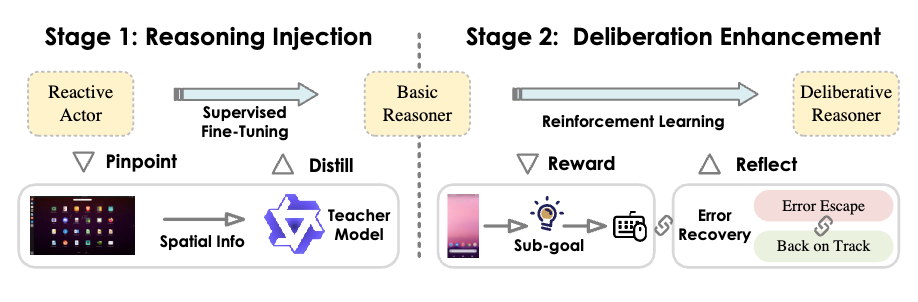 Stage 1: Reasoning Injection
Stage 2: Deliberation Enhancement
Reactive
Actor
Supervised
Fine-Tuning
Basic
Reasoner
Reinforcement Learning
Deliberative
Reasoner
Pinpoint
Distill
Reward
Reflect
Spatial Info
Teacher
Model
Sub-goal
Error
Recovery
Error Escape
Back on Track